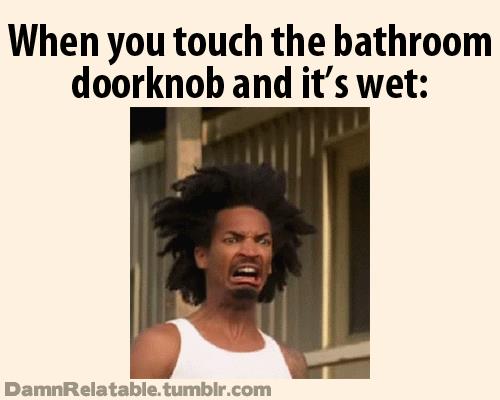 When you touch the bathroom
doorknob and it's wet:
DamnRelatable.tumblr.com